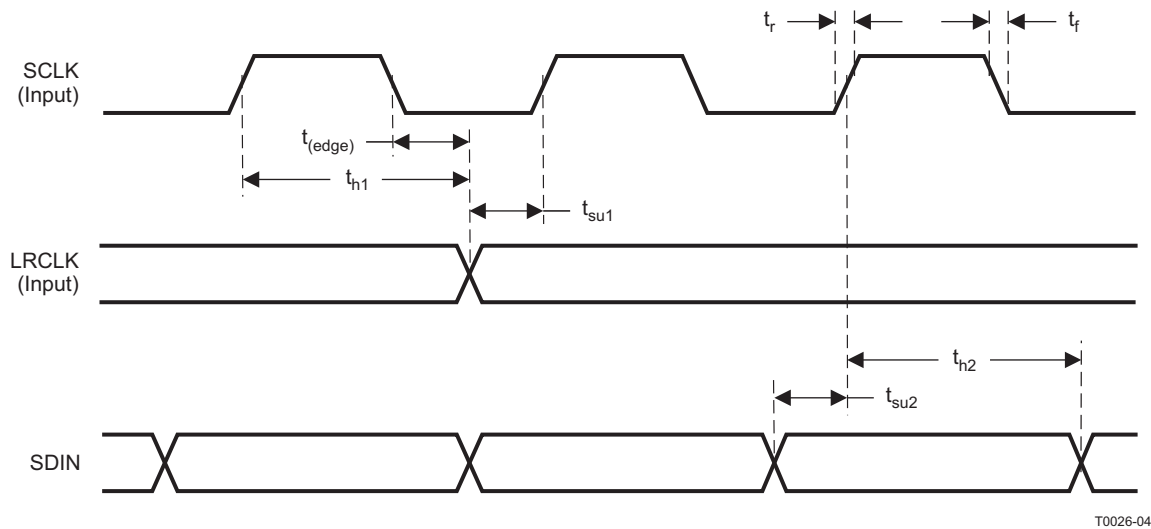 t_r
t_f
SCLK
(Input)
t_(edge)
t_h1
t_su1
LRCLK
(Input)
t_h2
t_su2
SDIN
T0026-04